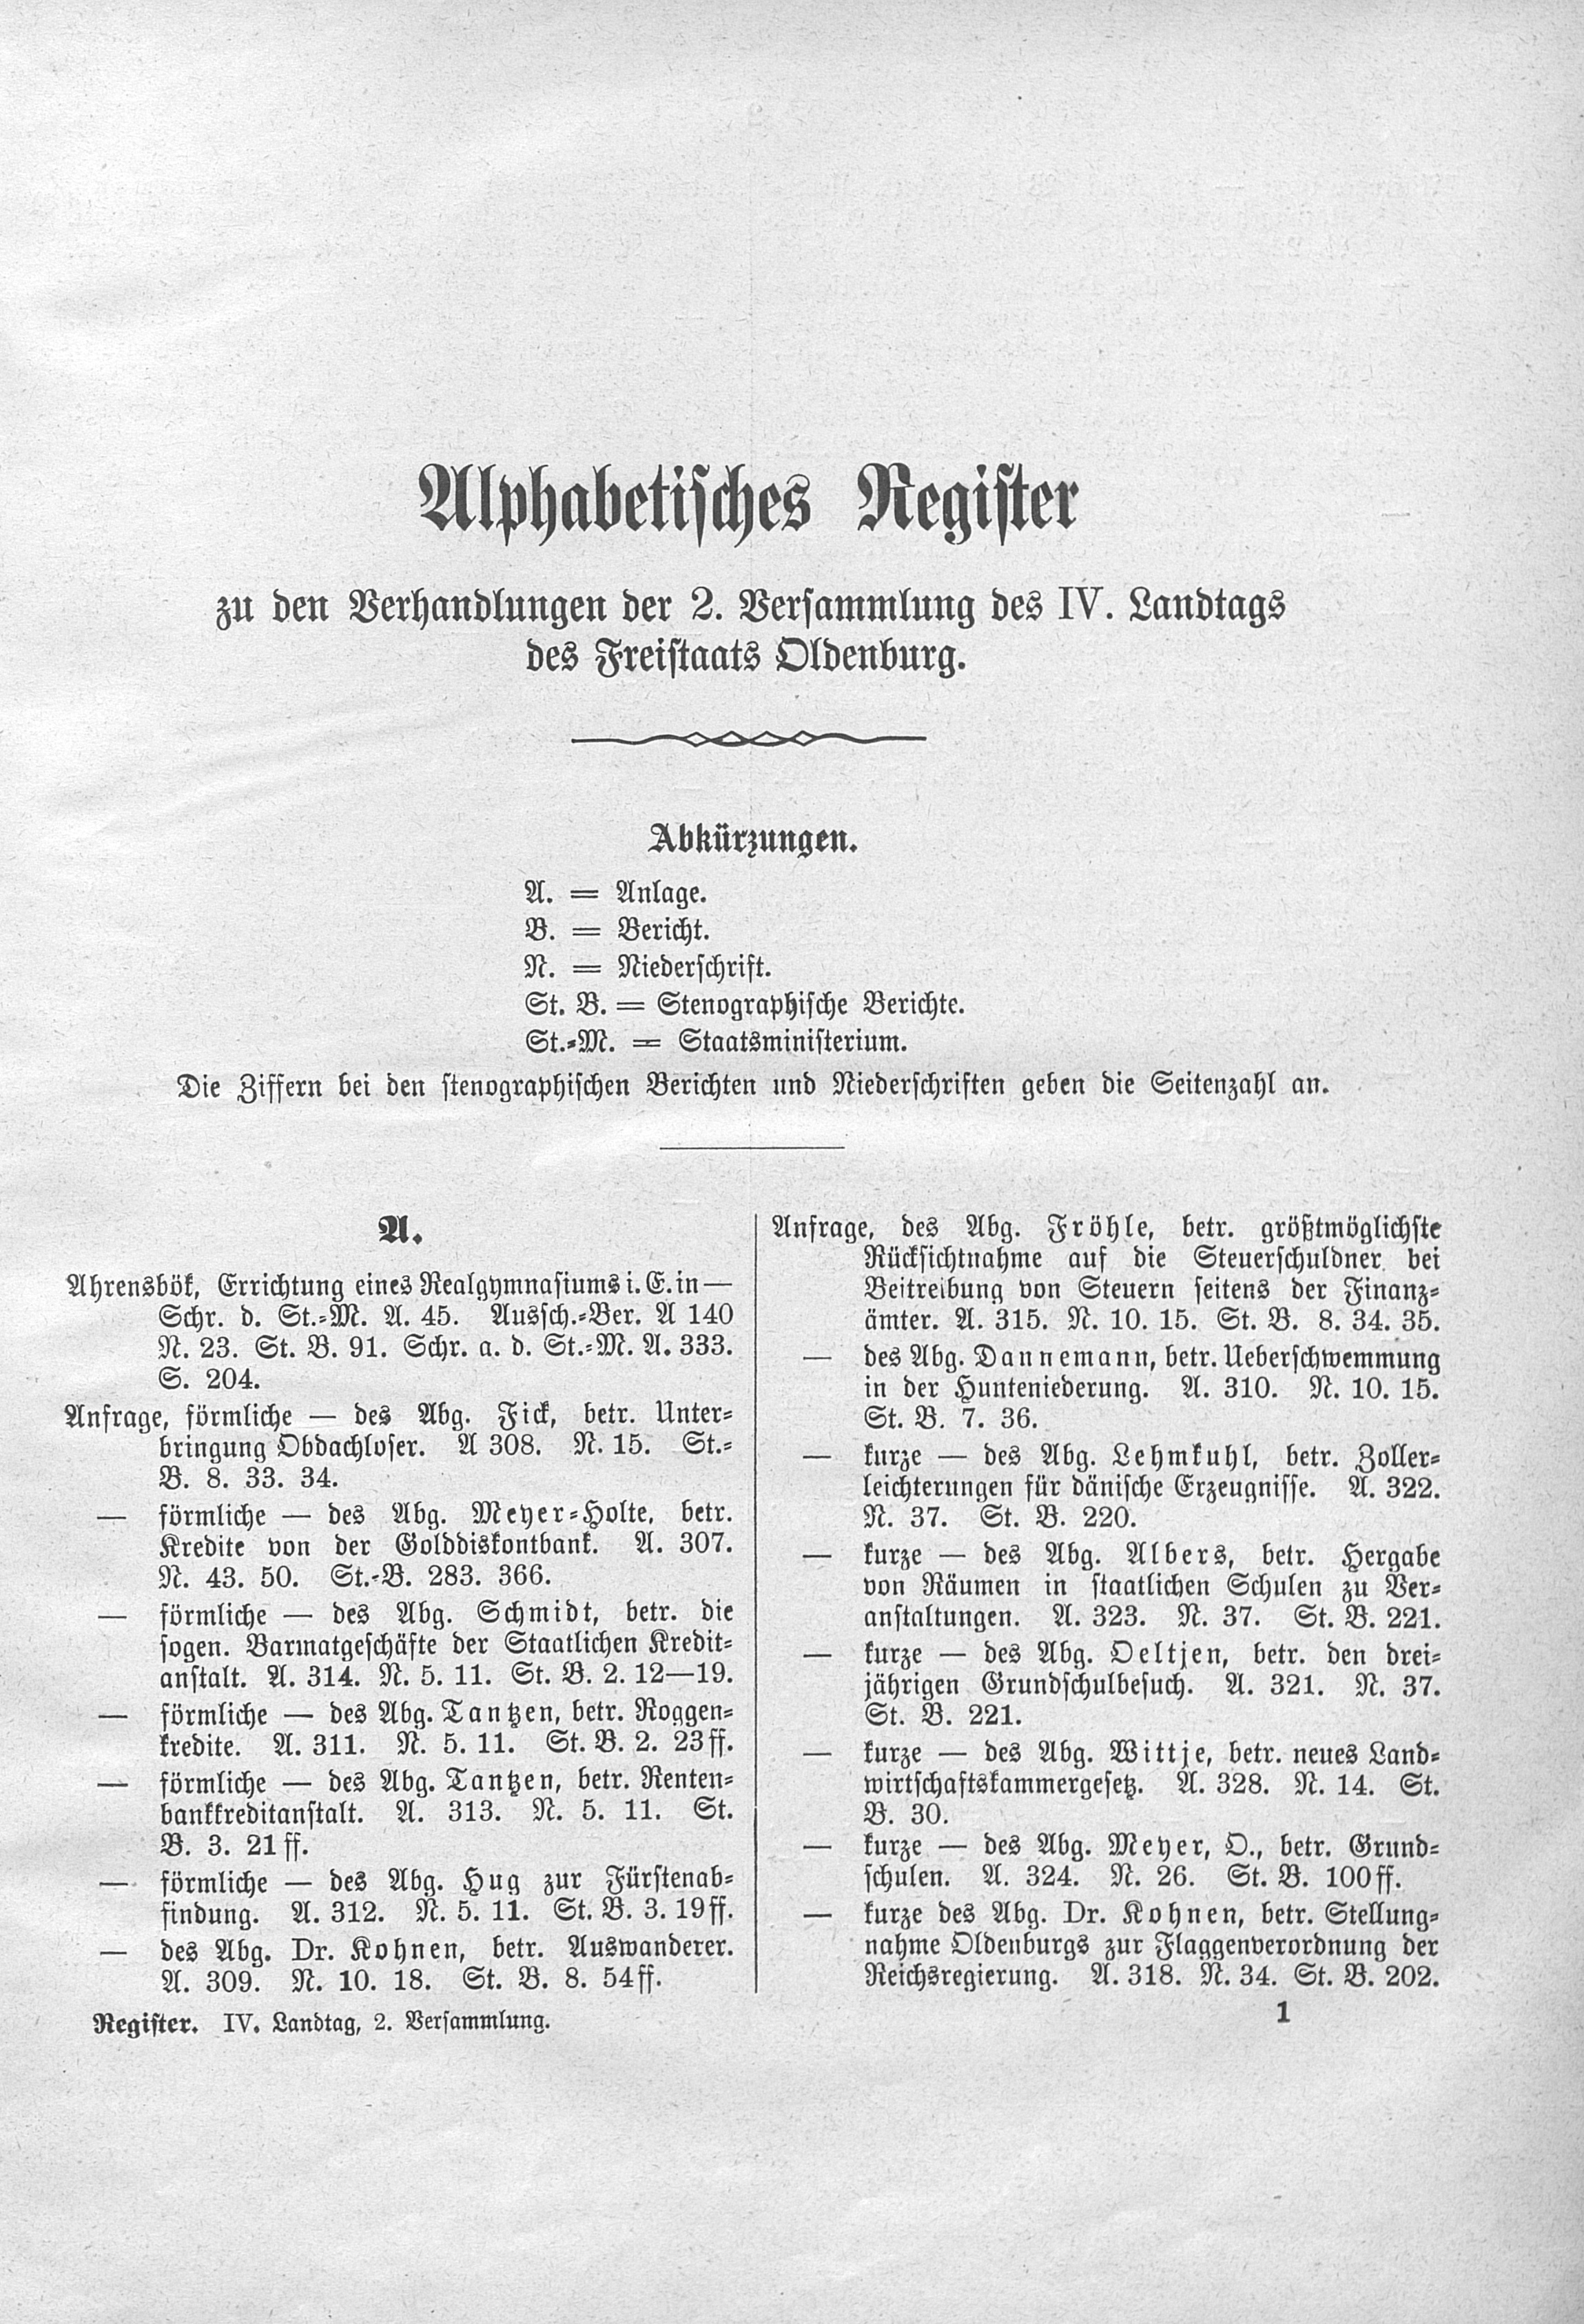 Alphabetisches Register
zu den Verhandlungen der 2. Versammlung des IV. Landtags
des Freistaats Oldenburg.
Abkürzungen.
A. = Anlage.
B. = Bericht.
N. = Niederschrift.
St. B. = Stenographische Berichte.
St.-M. = Staatsministerium.
Die Ziffern bei den stenographischen Berichten und Niederschriften geben die Seitenzahl an.
A.
Ahrensbök, Errichtung eines Realgymnasiums i. E. in —
Schr. d. St.-M. A. 45. Aussch.-Ber. A 140
N. 23. St. B. 91. Schr. a. d. St.-M. A. 333.
S. 204.
Anfrage, förmliche — des Abg. Fick, betr. Unter-
bringung Obdachloser. A 308. N. 15. St.-
B. 8. 33. 34.
— förmliche — des Abg. Meyer-Holte, betr.
Kredite von der Golddiskontbank. A. 307.
N. 43. 50. St.-B. 283. 366.
— förmliche — des Abg. Schmidt, betr. die
sogen. Barmatgeschäfte der Staatlichen Kredit-
anstalt. A. 314. N. 5. 11. St. B. 2. 12—19.
— förmliche — des Abg. Tantzen, betr. Roggen-
kredite. A. 311. N. 5. 11. St. B. 2. 23 ff.
— förmliche — des Abg. Tantzen, betr. Renten-
bankkreditanstalt. A. 313. N. 5. 11. St.
B. 3. 21 ff.
— förmliche — des Abg. Hug zur Fürstenab-
findung. A. 312. N. 5. 11. St. B. 3. 19 ff.
— des Abg. Dr. Kohnen, betr. Auswanderer.
A. 309. N. 10. 18. St. B. 8. 54 ff.
Anfrage, des Abg. Fröhle, betr. größtmöglichste
Rücksichtnahme auf die Steuerschuldner bei
Beitreibung von Steuern seitens der Finanz-
ämter. A. 315. N. 10. 15. St. B. 8. 34. 35.
— des Abg. Dannemann, betr. Ueberschwemmung
in der Hunteniederung. A. 310. N. 10. 15.
St. B. 7. 36.
— kurze — des Abg. Lehmkuhl, betr. Zoller-
leichterungen für dänische Erzeugnisse. A. 322.
N. 37. St. B. 220.
— kurze — des Abg. Albers, betr. Hergabe
von Räumen in staatlichen Schulen zu Ver-
anstaltungen. A. 323. N. 37. St. B. 221.
— kurze — des Abg. Oeltjen, betr. den drei-
jährigen Grundschulbesuch. A. 321. N. 37.
St. B. 221.
— kurze — des Abg. Wittje, betr. neues Land-
wirtschaftskammergesetz. A. 328. N. 14. St.
B. 30.
— kurze — des Abg. Meyer, O., betr. Grund-
schulen. A. 324. N. 26. St. B. 100 ff.
— kurze des Abg. Dr. Kohnen, betr. Stellung-
nahme Oldenburgs zur Flaggenverordnung der
Reichsregierung. A. 318. N. 34. St. B. 202.
Register. IV. Landtag, 2. Versammlung.
1